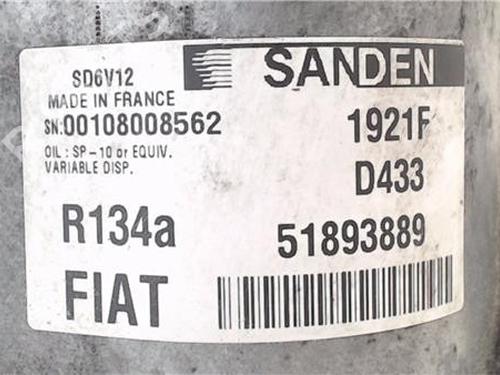 SD6V12
MADE IN FRANCE
SN:00108008562
OIL : SP-10 or EQUIV.
VARIABLE DISP.
R134a
FIAT
SANDEN
1921F
D433
51893889